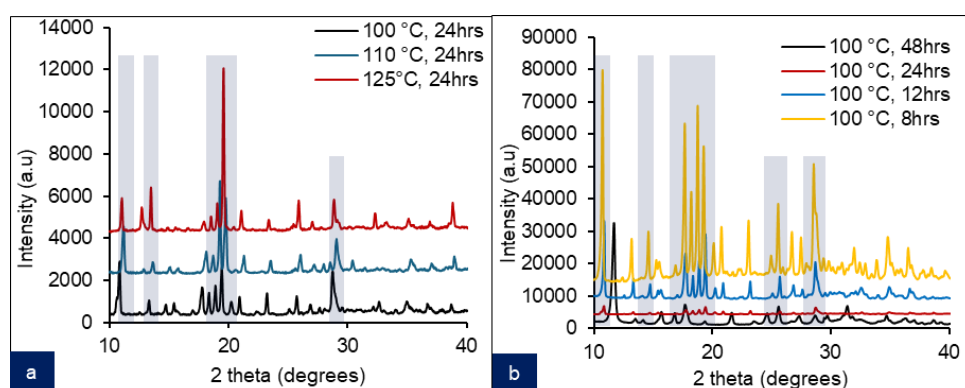 14000
12000
10000
8000
6000
4000
2000
0
Intensity (a.u)
100 °C, 24hrs
110 °C, 24hrs
125°C, 24hrs
10
20
30
40
2 theta (degrees)
a
90000
80000
70000
60000
50000
40000
30000
20000
10000
0
Intensity (a.u)
100 °C, 48hrs
100 °C, 24hrs
100 °C, 12hrs
100 °C, 8hrs
10
20
30
40
2 theta (degrees)
b